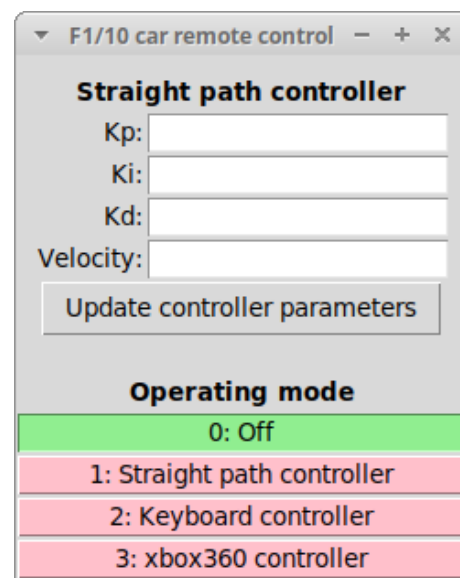 F1/10 car remote control
Straight path controller
Kp:
Ki:
Kd:
Velocity:
Update controller parameters
Operating mode
0: Off
1: Straight path controller
2: Keyboard controller
3: xbox360 controller